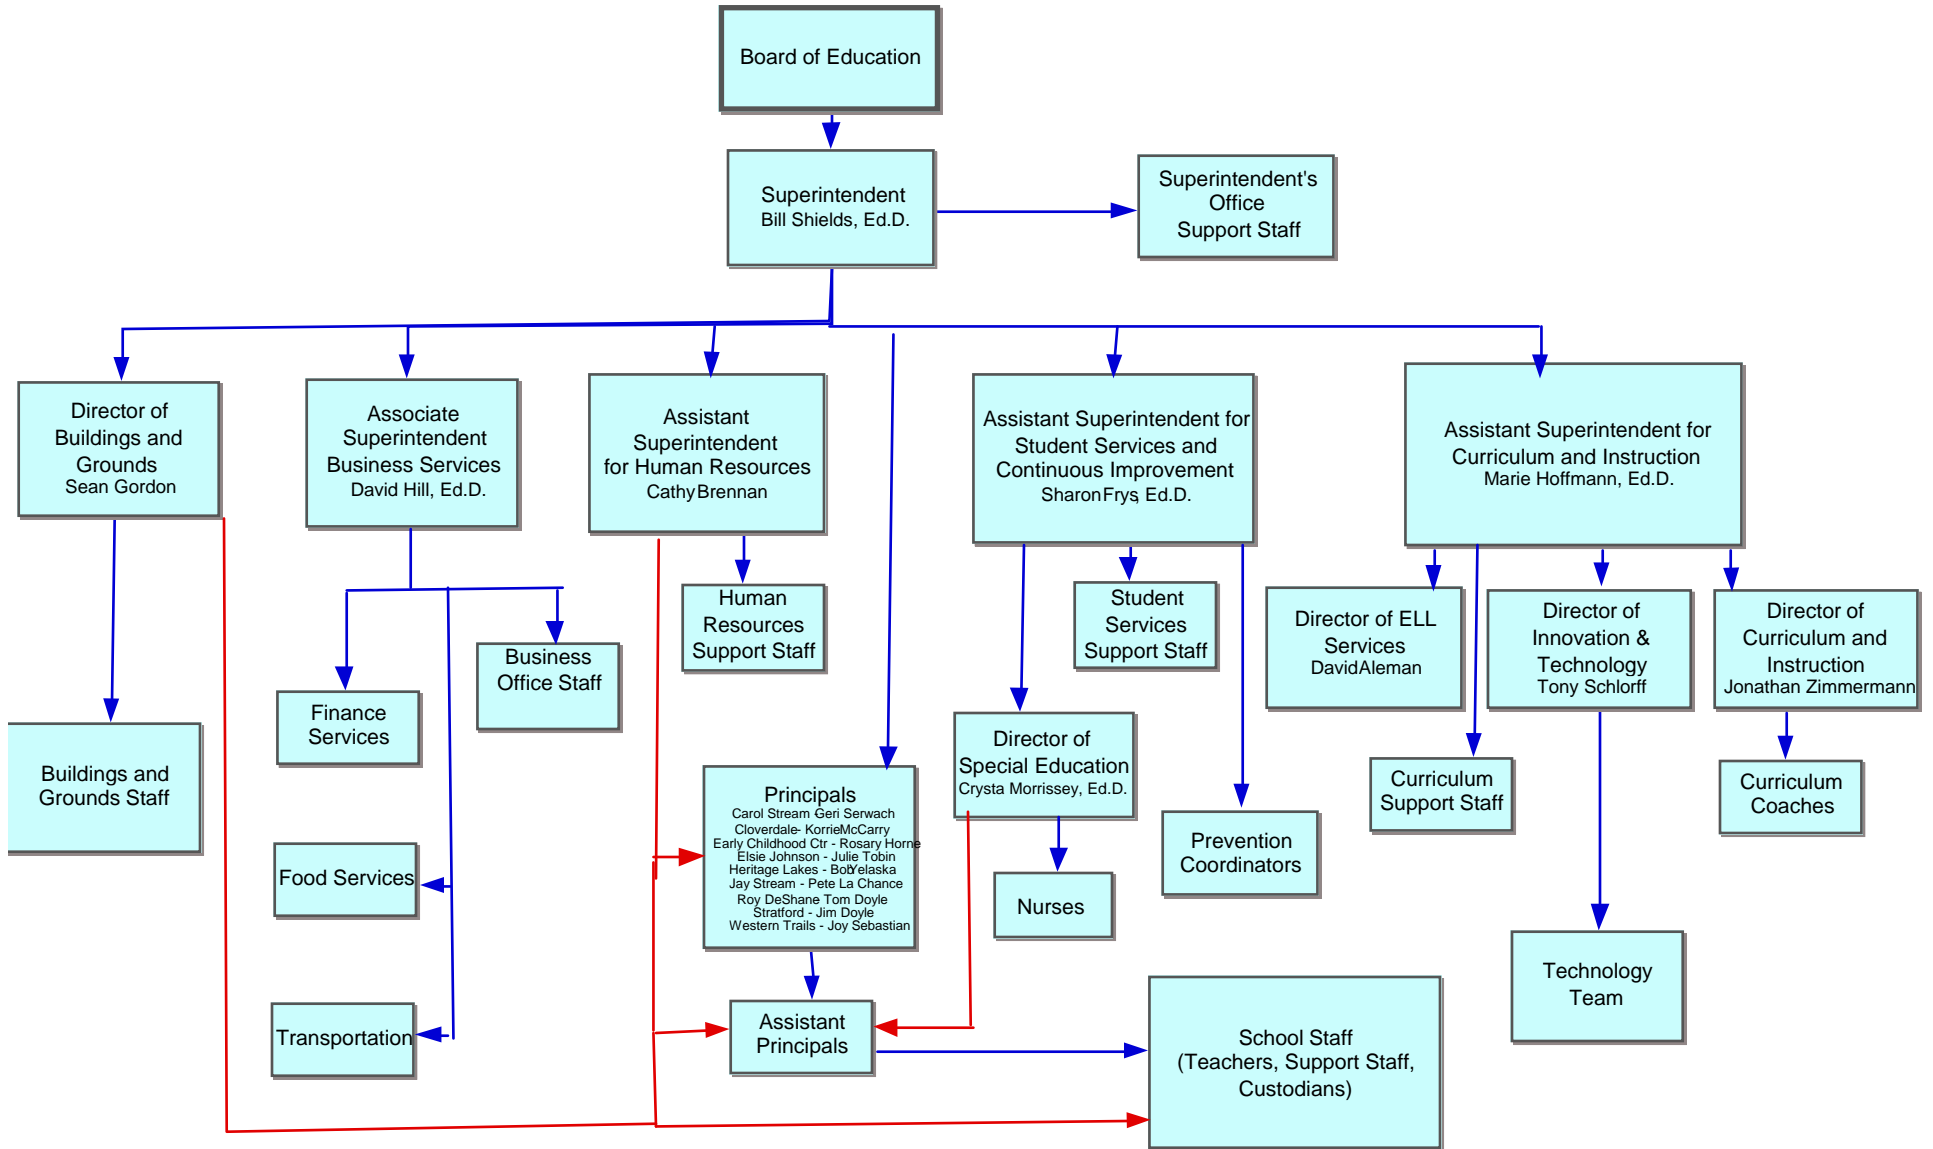 Board of Education
Superintendent
Bill Shields, Ed.D.
Superintendent's
Office
Support Staff
Director of
Buildings and
Grounds
Sean Gordon
Associate
Superintendent
Business Services
David Hill, Ed.D.
Assistant
Superintendent
for Human Resources
Cathy Brennan
Assistant Superintendent for
Student Services and
Continuous Improvement
Sharon Frys, Ed.D.
Assistant Superintendent for
Curriculum and Instruction
Marie Hoffmann, Ed.D.
Human
Resources
Support Staff
Student
Services
Support Staff
Director of ELL
Services
David Aleman
Director of
Innovation &
Technology
Tony Schlorff
Director of
Curriculum and
Instruction
Jonathan Zimmermann
Business
Office Staff
Finance
Services
Buildings and
Grounds Staff
Principals
Carol Stream Geri Serwach
Cloverdale- Korrie McCarry
Early Childhood Ctr - Rosary Horne
Elsie Johnson - Julie Tobin
Heritage Lakes - Bob Yelaska
Jay Stream - Pete La Chance
Roy DeShane Tom Doyle
Stratford - Jim Doyle
Western Trails - Joy Sebastian
Director of
Special Education
Crysta Morrissey, Ed.D.
Prevention
Coordinators
Curriculum
Support Staff
Curriculum
Coaches
Food Services
Nurses
Technology
Team
Transportation
Assistant
Principals
School Staff
(Teachers, Support Staff,
Custodians)